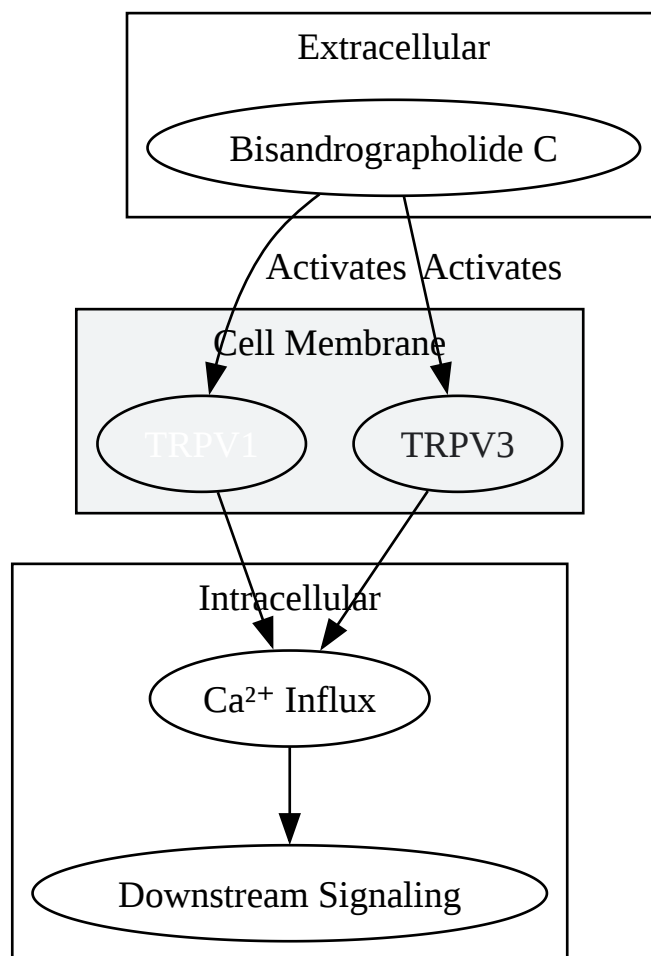 Extracellular
Bisandrographolide C
Activates Activates
Cell Membrane
TRPV1 TRPV3
Intracellular
Ca²⁺ Influx
Downstream Signaling